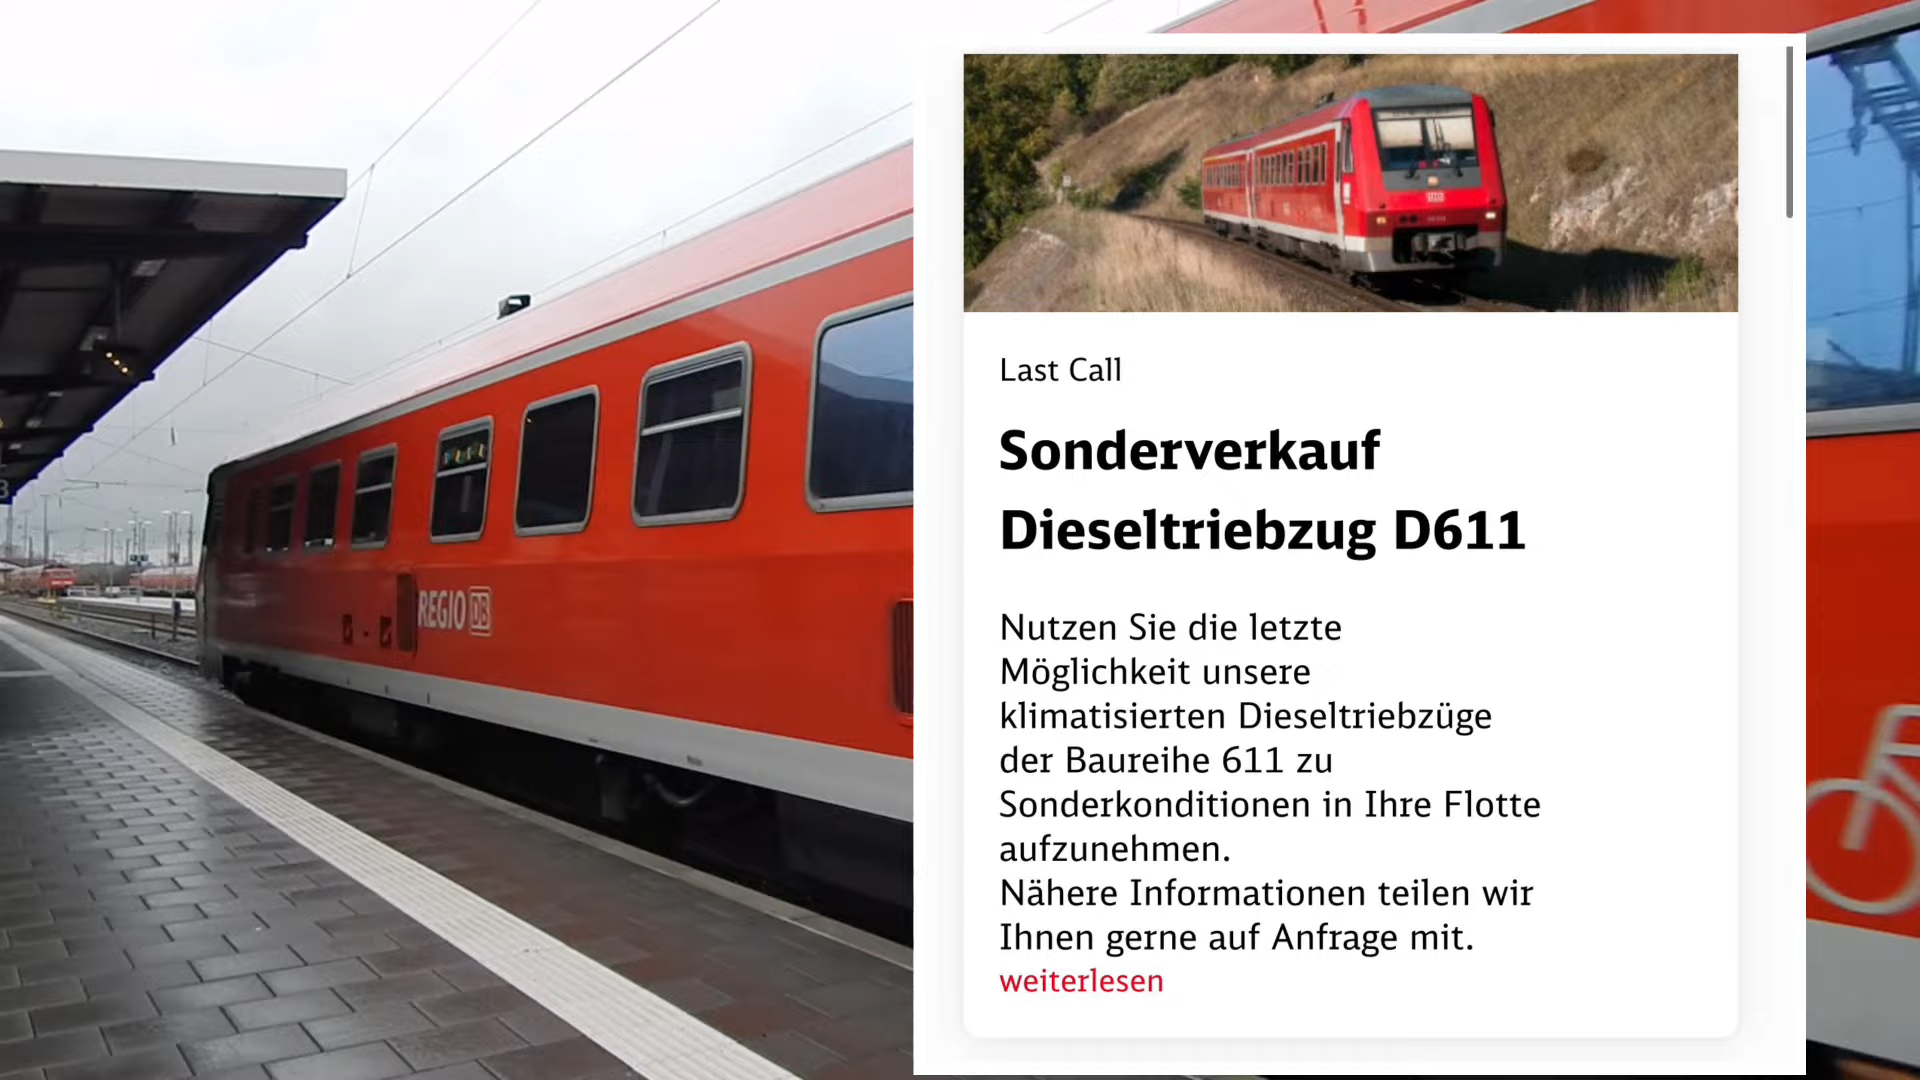 3
REGIO DB
Last Call
Sonderverkauf
Dieseltriebzug D611
Nutzen Sie die letzte
Möglichkeit unsere
klimatisierten Dieseltriebzüge
der Baureihe 611 zu
Sonderkonditionen in Ihre Flotte
aufzunehmen.
Nähere Informationen teilen wir
Ihnen gerne auf Anfrage mit.
weiterlesen